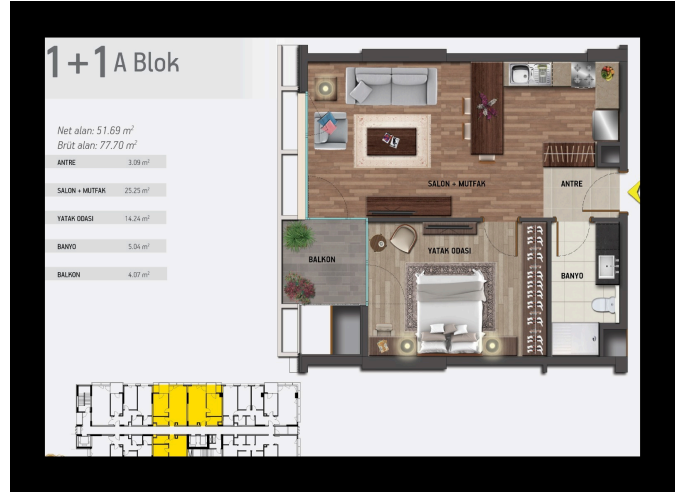 1+1 A Blok
Net alan: 51.69 m²
Brüt alan: 77.70 m²
ANTRE 3.09 m²
SALON + MUTFAK 25.25 m²
YATAK ODASI 14.24 m²
BANYO 5.04 m²
BALKON 4.07 m²
SALON + MUTFAK
ANTRE
BALKON
YATAK ODASI
BANYO